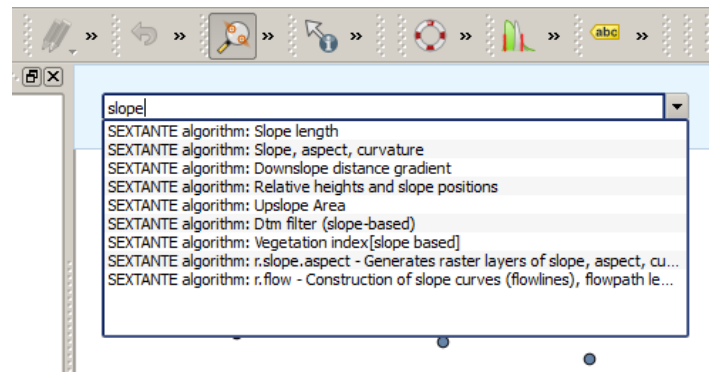 abc
slope
SEXTANTE algorithm: Slope length
SEXTANTE algorithm: Slope, aspect, curvature
SEXTANTE algorithm: Downslope distance gradient
SEXTANTE algorithm: Relative heights and slope positions
SEXTANTE algorithm: Upslope Area
SEXTANTE algorithm: Dtm filter (slope-based)
SEXTANTE algorithm: Vegetation index[slope based]
SEXTANTE algorithm: r.slope.aspect - Generates raster layers of slope, aspect, cu...
SEXTANTE algorithm: r.flow - Construction of slope curves (flowlines), flowpath le...